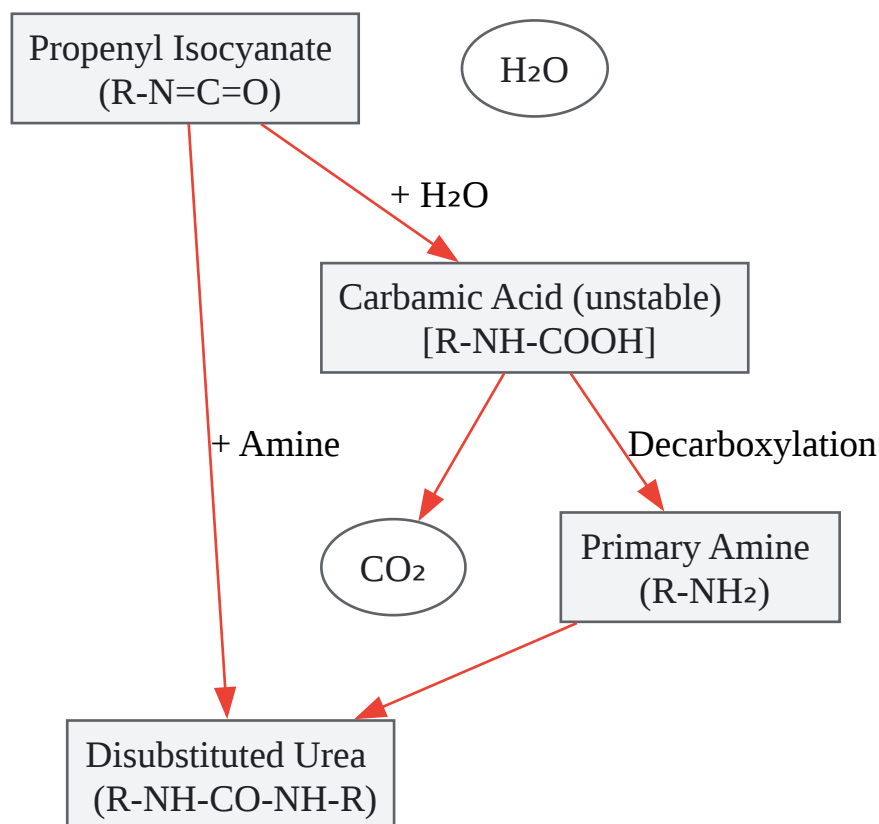 Propenyl Isocyanate
(R-N=C=O)
H₂O
+ H₂O
Carbamic Acid (unstable)
[R-NH-COOH]
+ Amine
Decarboxylation
CO₂
Primary Amine
(R-NH₂)
Disubstituted Urea
(R-NH-CO-NH-R)